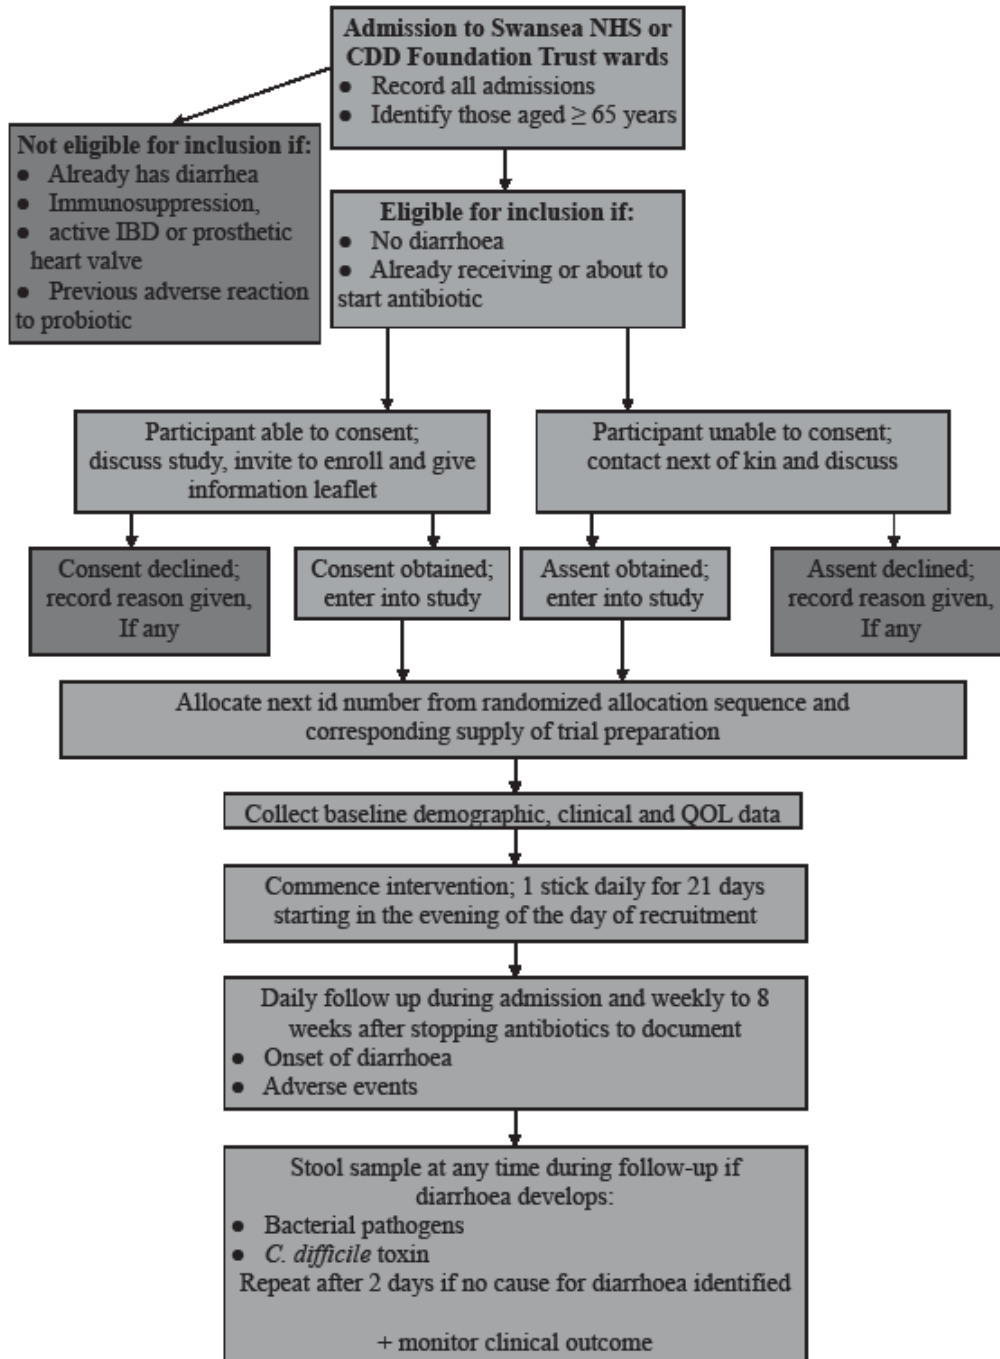 Admission to Swansea NHS or
CDD Foundation Trust wards
● Record all admissions
● Identify those aged ≥ 65 years
Not eligible for inclusion if:
● Already has diarrhea
● Immunosuppression,
● active IBD or prosthetic
heart valve
● Previous adverse reaction
to probiotic
Eligible for inclusion if:
● No diarrhoea
● Already receiving or about to
start antibiotic
Participant able to consent;
discuss study, invite to enroll and give
information leaflet
Participant unable to consent;
contact next of kin and discuss
Consent declined;
record reason given,
If any
Consent obtained;
enter into study
Assent obtained;
enter into study
Assent declined;
record reason given,
If any
Allocate next id number from randomized allocation sequence and
corresponding supply of trial preparation
Collect baseline demographic, clinical and QOL data
Commence intervention; 1 stick daily for 21 days
starting in the evening of the day of recruitment
Daily follow up during admission and weekly to 8
weeks after stopping antibiotics to document
● Onset of diarrhoea
● Adverse events
Stool sample at any time during follow-up if
diarrhoea develops:
● Bacterial pathogens
● C. difficile toxin
Repeat after 2 days if no cause for diarrhoea identified
+ monitor clinical outcome